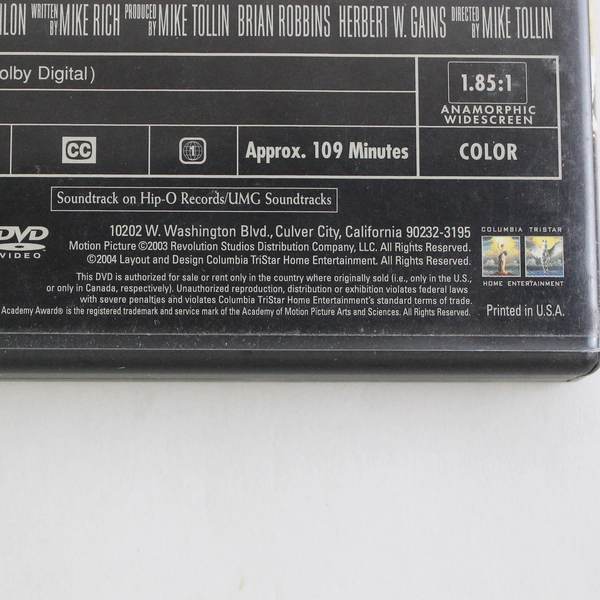 LON WRITTEN BY MIKE RICH PRODUCED BY MIKE TOLLIN BRIAN ROBBINS HERBERT W. GAINS DIRECTED BY MIKE TOLLIN
olby Digital)
1.85:1
ANAMORPHIC
WIDESCREEN
CC
1
Approx. 109 Minutes
COLOR
Soundtrack on Hip-O Records/UMG Soundtracks
DVD
VIDEO
10202 W. Washington Blvd., Culver City, California 90232-3195
Motion Picture ©2003 Revolution Studios Distribution Company, LLC. All Rights Reserved.
©2004 Layout and Design Columbia TriStar Home Entertainment. All Rights Reserved.
This DVD is authorized for sale or rent only in the country where originally sold (i.e., only in the U.S.,
or only in Canada, respectively). Unauthorized reproduction, distribution or exhibition violates federal laws
with severe penalties and violates Columbia TriStar Home Entertainment's standard terms of trade.
Academy Award® is the registered trademark and service mark of the Academy of Motion Picture Arts and Sciences. All Rights Reserved.
COLUMBIA TRISTAR
HOME ENTERTAINMENT
Printed in U.S.A.